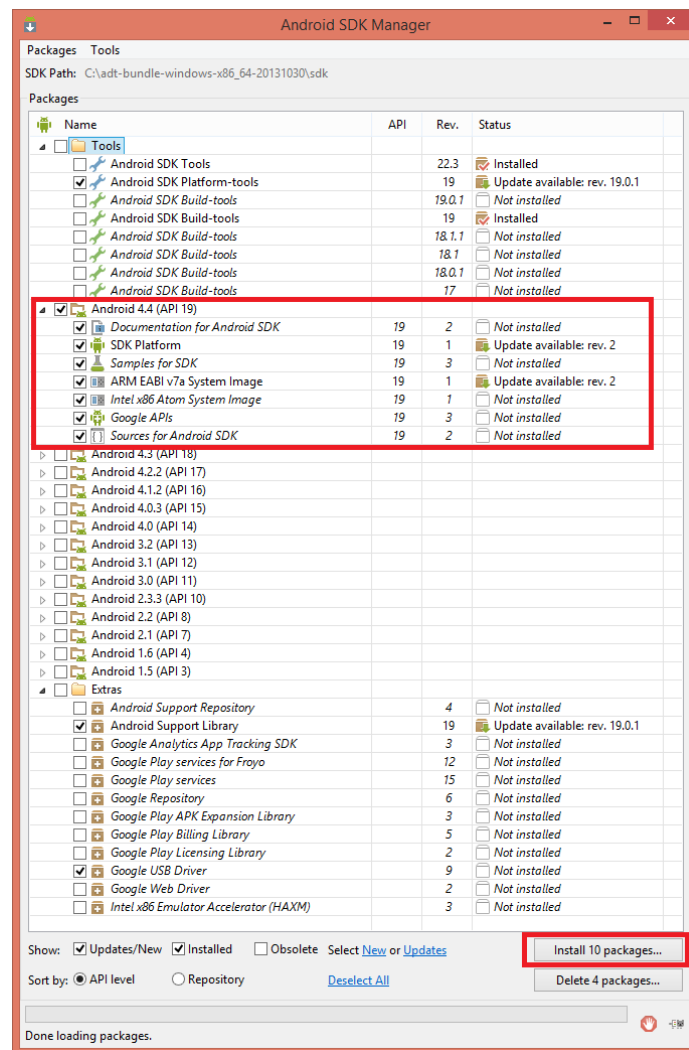 Android SDK Manager
Packages Tools
SDK Path: C:\adt-bundle-windows-x86_64-20131030\sdk
Packages
Name API Rev. Status
Tools
Android SDK Tools 22.3 Installed
Android SDK Platform-tools 19 Update available: rev. 19.0.1
Android SDK Build-tools 19.0.1 Not installed
Android SDK Build-tools 19 Installed
Android SDK Build-tools 18.1.1 Not installed
Android SDK Build-tools 18.1 Not installed
Android SDK Build-tools 18.0.1 Not installed
Android SDK Build-tools 17 Not installed
Android 4.4 (API 19)
Documentation for Android SDK 19 2 Not installed
SDK Platform 19 1 Update available: rev. 2
Samples for SDK 19 3 Not installed
ARM EABI v7a System Image 19 1 Update available: rev. 2
Intel x86 Atom System Image 19 1 Not installed
Google APIs 19 3 Not installed
Sources for Android SDK 19 2 Not installed
Android 4.3 (API 18)
Android 4.2.2 (API 17)
Android 4.1.2 (API 16)
Android 4.0.3 (API 15)
Android 4.0 (API 14)
Android 3.2 (API 13)
Android 3.1 (API 12)
Android 3.0 (API 11)
Android 2.3.3 (API 10)
Android 2.2 (API 8)
Android 2.1 (API 7)
Android 1.6 (API 4)
Android 1.5 (API 3)
Extras
Android Support Repository 4 Not installed
Android Support Library 19 Update available: rev. 19.0.1
Google Analytics App Tracking SDK 3 Not installed
Google Play services for Froyo 12 Not installed
Google Play services 15 Not installed
Google Repository 6 Not installed
Google Play APK Expansion Library 3 Not installed
Google Play Billing Library 5 Not installed
Google Play Licensing Library 2 Not installed
Google USB Driver 9 Not installed
Google Web Driver 2 Not installed
Intel x86 Emulator Accelerator (HAXM) 3 Not installed
Show: Updates/New Installed Obsolete Select New or Updates Install 10 packages...
Sort by: API level Repository Deselect All Delete 4 packages...
Done loading packages.